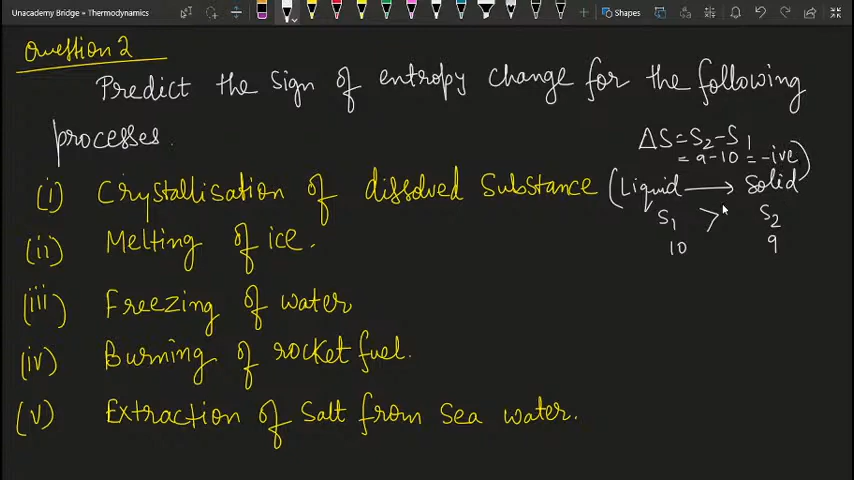 Unacademy Bridge + Thermodynamics
Shapes
Question 2
Predict the sign of entropy change for the following
processes.
ΔS = S2 - S1
= 9-10 = -ive
(i) Crystallisation of dissolved Substance (Liquid → Solid)
S1 > S2
10 9
(ii) Melting of ice.
(iii) Freezing of water
(iv) Burning of rocket fuel.
(v) Extraction of Salt from Sea water.